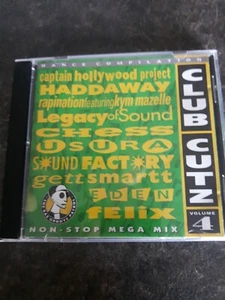 DANCE COMPILATION
captain hollywood project
HADDAWAY
rapination featuring kym mazelle
Legacy of Sound
CHESS
USURA
SOUND FACTORY
gett smartt
EDEN
felix
NON-STOP MEGA MIX
CLUB CUTZ
VOLUME
4